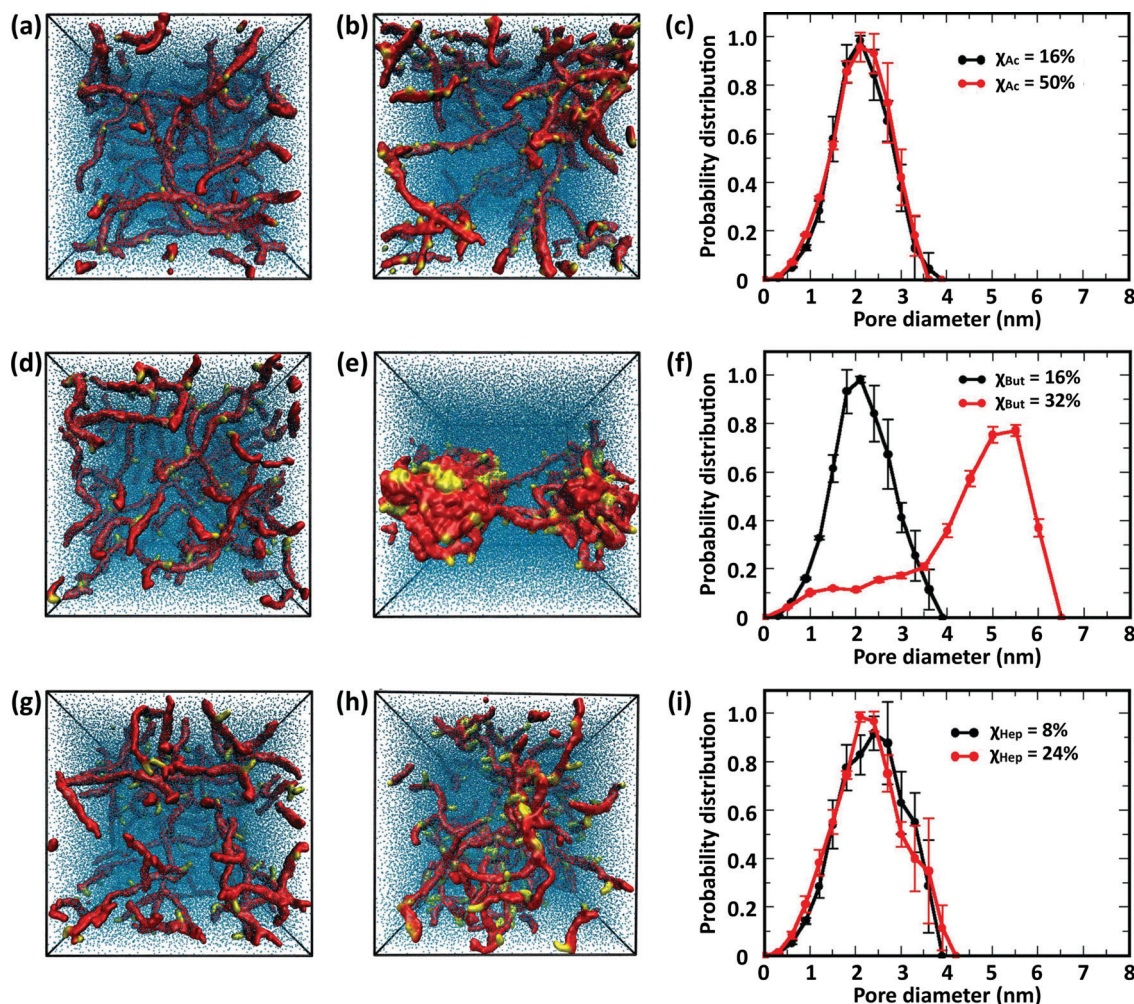 (a)
(b)
(c)
Probability distribution
1.0
0.8
0.6
0.4
0.2
0
χAc = 16%
χAc = 50%
0 1 2 3 4 5 6 7 8
Pore diameter (nm)
(d)
(e)
(f)
Probability distribution
1.0
0.8
0.6
0.4
0.2
0
χBut = 16%
χBut = 32%
0 1 2 3 4 5 6 7 8
Pore diameter (nm)
(g)
(h)
(i)
Probability distribution
1.0
0.8
0.6
0.4
0.2
0
χHep = 8%
χHep = 24%
0 1 2 3 4 5 6 7 8
Pore diameter (nm)